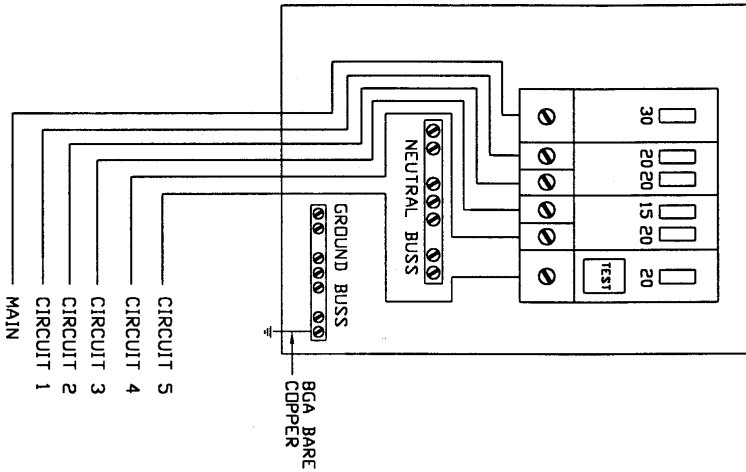 30
20
20
15
20
20
TEST
NEUTRAL BUSS
GROUND BUSS
8GA BARE
COPPER
MAIN
CIRCUIT 1
CIRCUIT 2
CIRCUIT 3
CIRCUIT 4
CIRCUIT 5